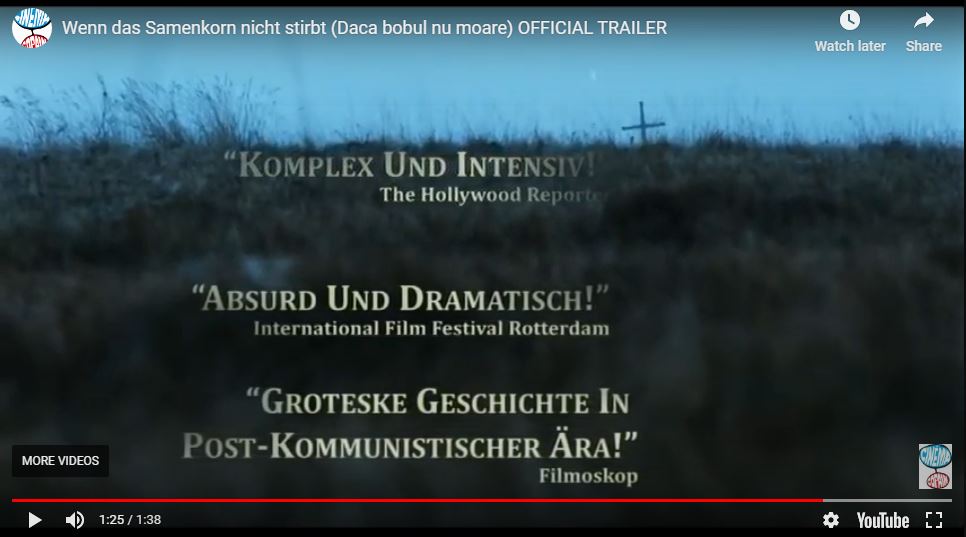 Wenn das Samenkorn nicht stirbt (Daca bobul nu moare) OFFICIAL TRAILER
Watch later
Share
“KOMPLEX UND INTENSIV!
The Hollywood Reporter
“ABSURD UND DRAMATISCH!”
International Film Festival Rotterdam
“GROTESKE GESCHICHTE IN
POST-KOMMUNISTISCHER ÄRA!”
Filmoskop
MORE VIDEOS
CINEMA
1:25 / 1:38
YouTube